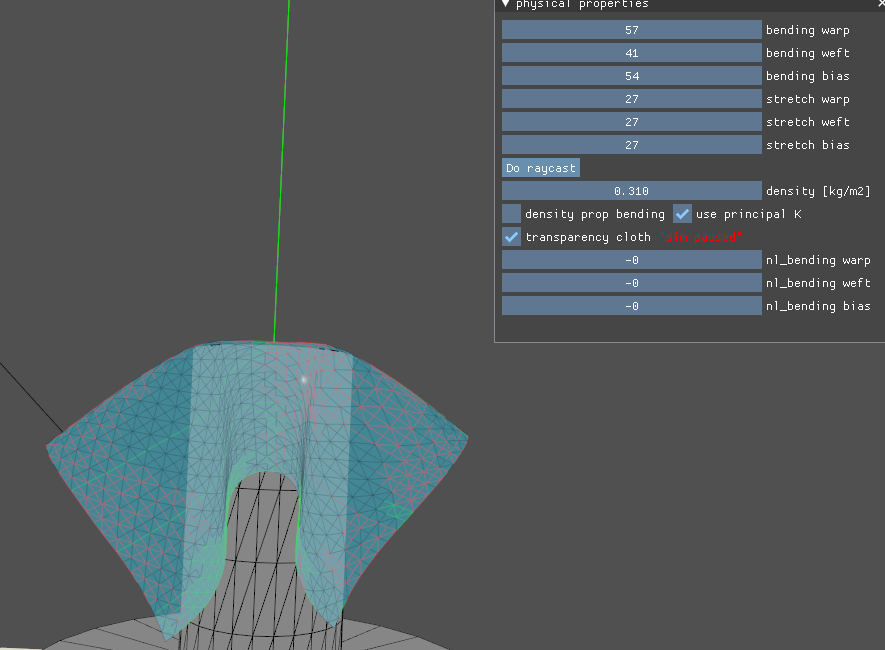 ▼ physical properties
57 bending warp
41 bending weft
54 bending bias
27 stretch warp
27 stretch weft
27 stretch bias
Do raycast
0.310 density [kg/m2]
density prop bending use principal K
transparency cloth
-0 nl_bending warp
-0 nl_bending weft
-0 nl_bending bias